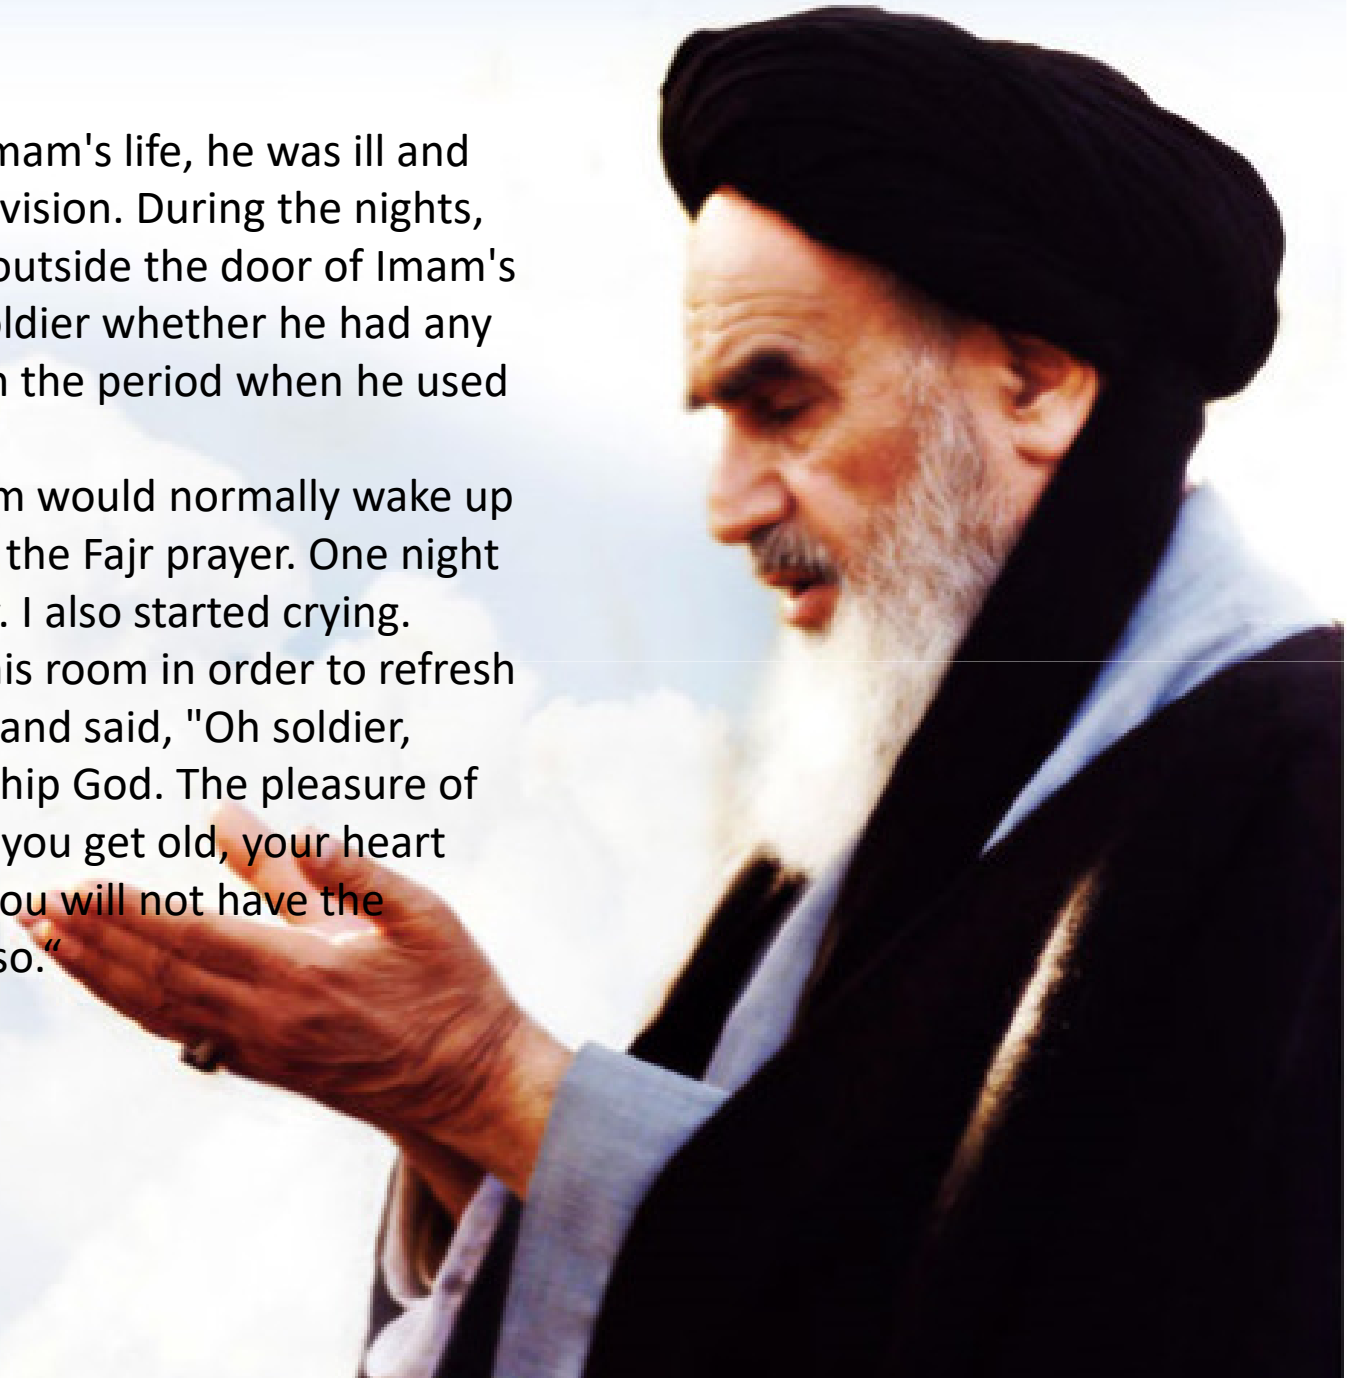 mam's life, he was ill and
vision. During the nights,
outside the door of Imam's
oldier whether he had any
n the period when he used
m would normally wake up
the Fajr prayer. One night
. I also started crying.
his room in order to refresh
and said, "Oh soldier,
hip God. The pleasure of
you get old, your heart
ou will not have the
so.“